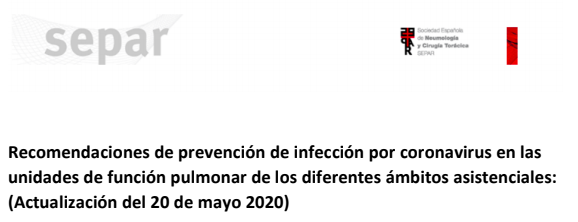 separ
Sociedad Española
de Neumología
y Cirugía Torácica
SEPAR
Recomendaciones de prevención de infección por coronavirus en las
unidades de función pulmonar de los diferentes ámbitos asistenciales:
(Actualización del 20 de mayo 2020)